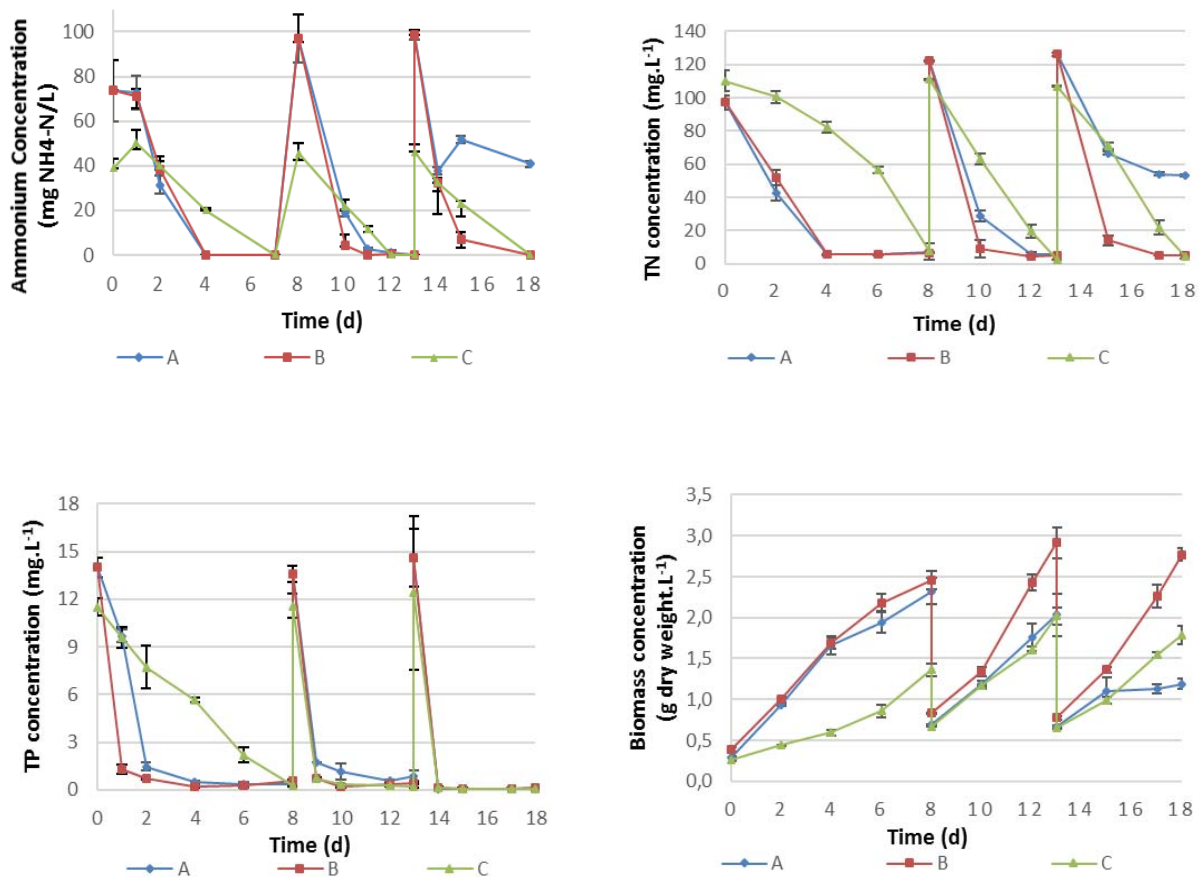 Ammonium Concentration
(mg NH4-N/L)
100
80
60
40
20
0
0 2 4 6 8 10 12 14 16 18
Time (d)
A B C
TN concentration (mg.L-1)
140
120
100
80
60
40
20
0
0 2 4 6 8 10 12 14 16 18
Time (d)
A B C
TP concentration (mg.L-1)
18
15
12
9
6
3
0
0 2 4 6 8 10 12 14 16 18
Time (d)
A B C
Biomass concentration
(g dry weight.L-1)
3,5
3,0
2,5
2,0
1,5
1,0
0,5
0,0
0 2 4 6 8 10 12 14 16 18
Time (d)
A B C